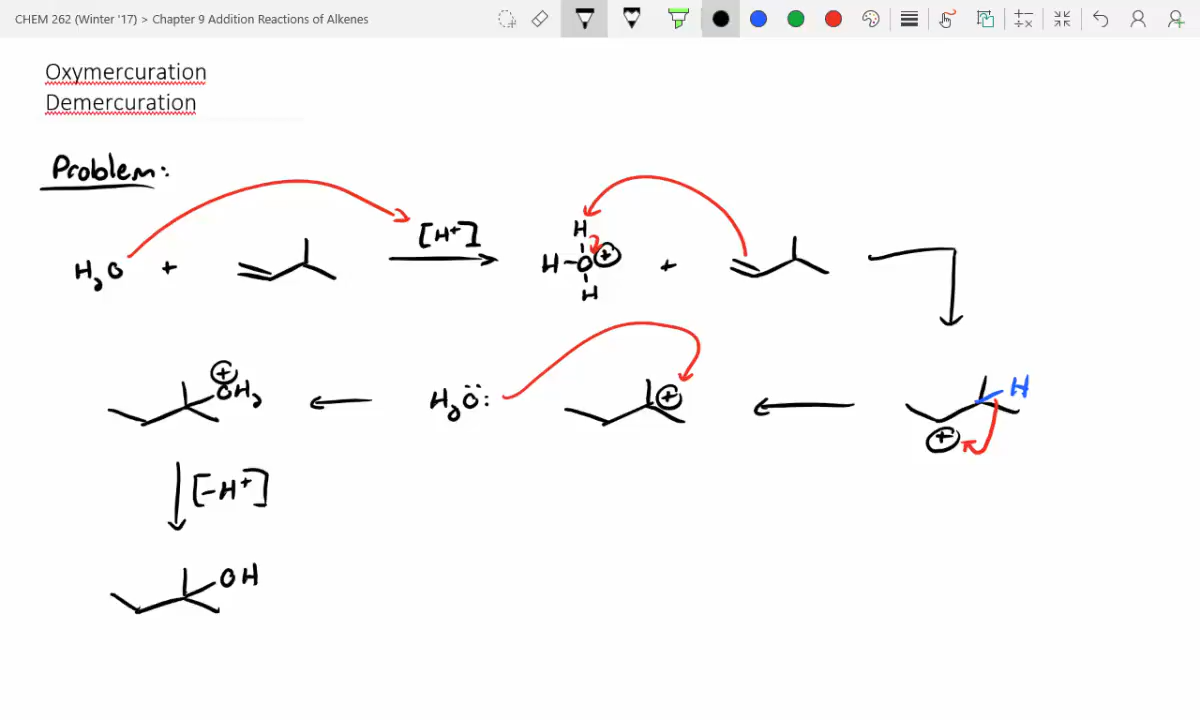 CHEM 262 (Winter '17) > Chapter 9 Addition Reactions of Alkenes
Oxymercuration
Demercuration
Problem:
H₂O + [H⁺] H H–O ⊕ H +
⊕ OH₂ H₂O: ⊕ H ⊕
[–H⁺]
OH